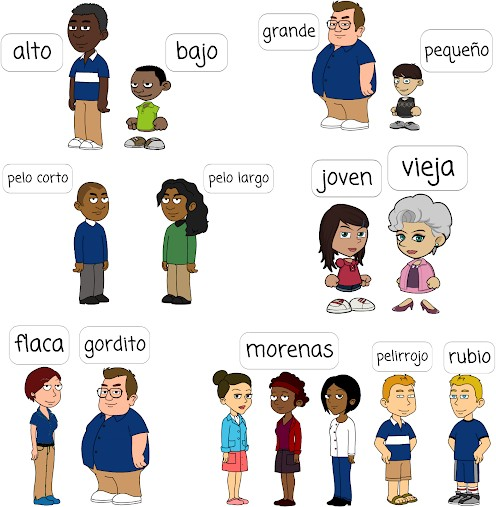 alto
bajo
grande
pequeño
pelo corto
pelo largo
joven
vieja
flaca
gordito
morenas
pelirrojo
rubio